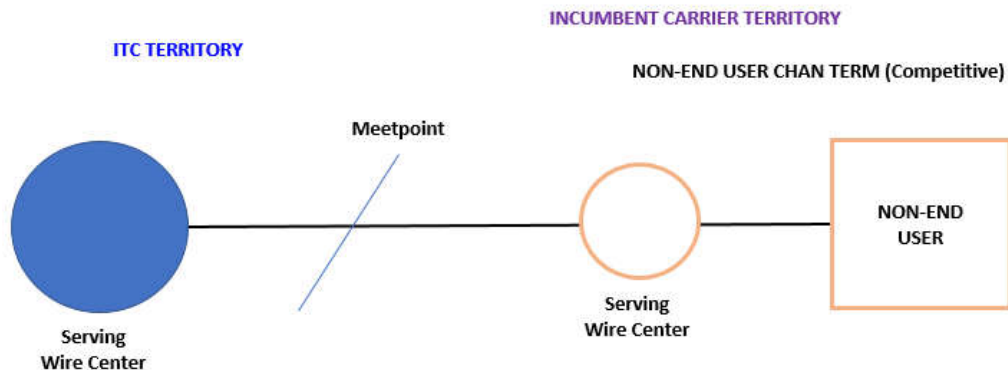 INCUMBENT CARRIER TERRITORY
ITC TERRITORY
NON-END USER CHAN TERM (Competitive)
Meetpoint
NON-END
USER
Serving
Wire Center
Serving
Wire Center